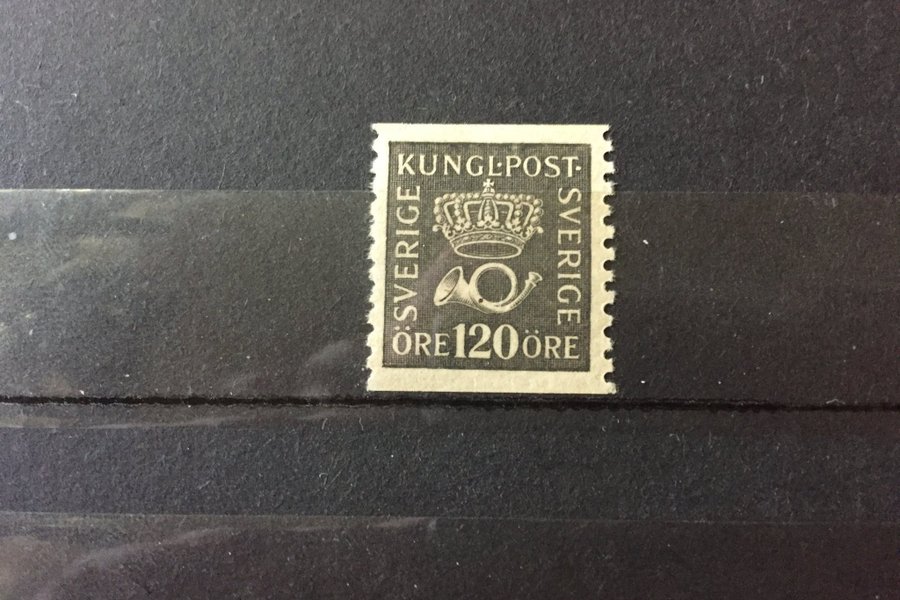 KUNGL·POST·
SVERIGE
SVERIGE
ÖRE 120 ÖRE